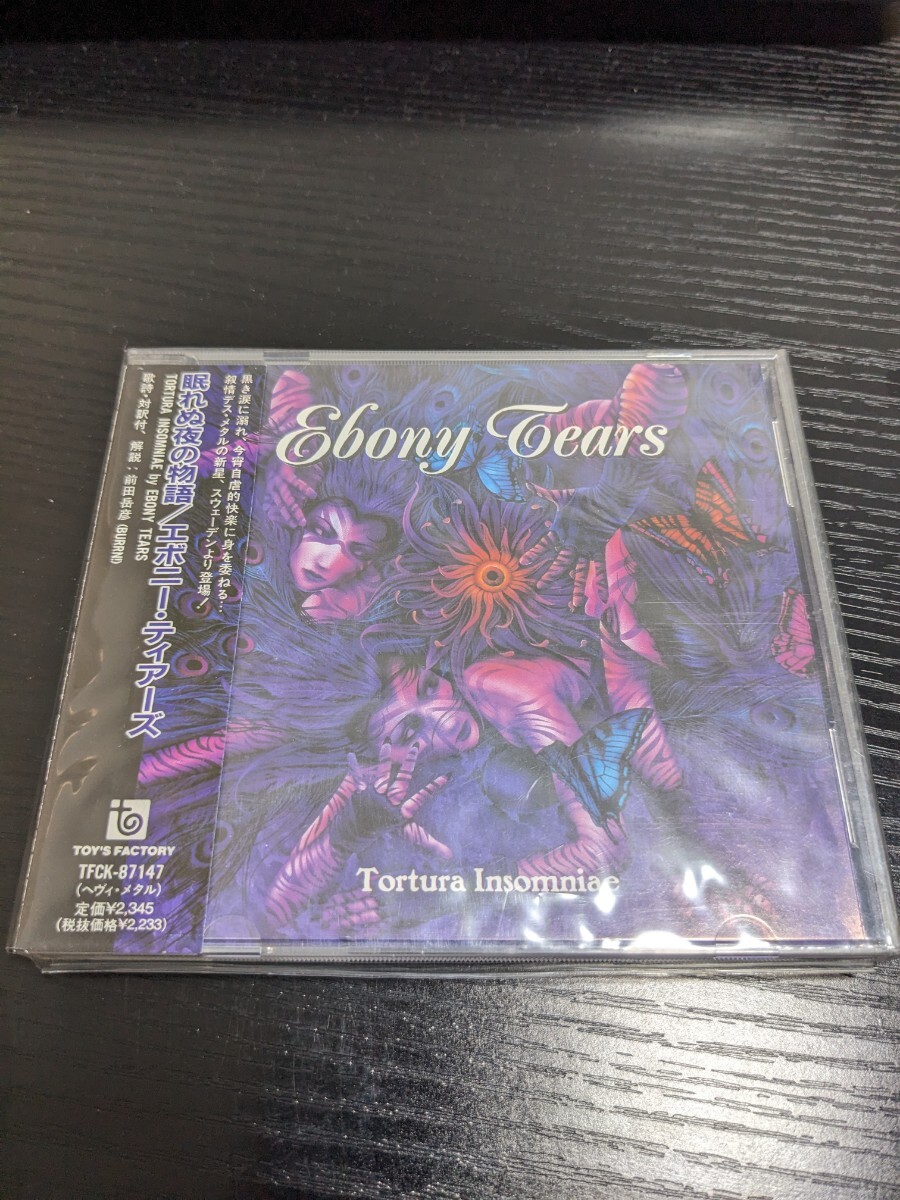 黒き涙に溺れ、今宵自虐的快楽に身を委ねる…
叙情デス・メタルの新星、スウェーデンより登場!
眠れぬ夜の物語/エボニー・ティアーズ
TORTURA INSOMNIAE by EBONY TEARS
歌詩・対訳付、解説:前田岳彦(BURRN!)
TOY'S FACTORY
TFCK-87147
(ヘヴィ・メタル)
定価¥2,345
(税抜価格¥2,233)
Ebony Tears
Tortura Insomniae